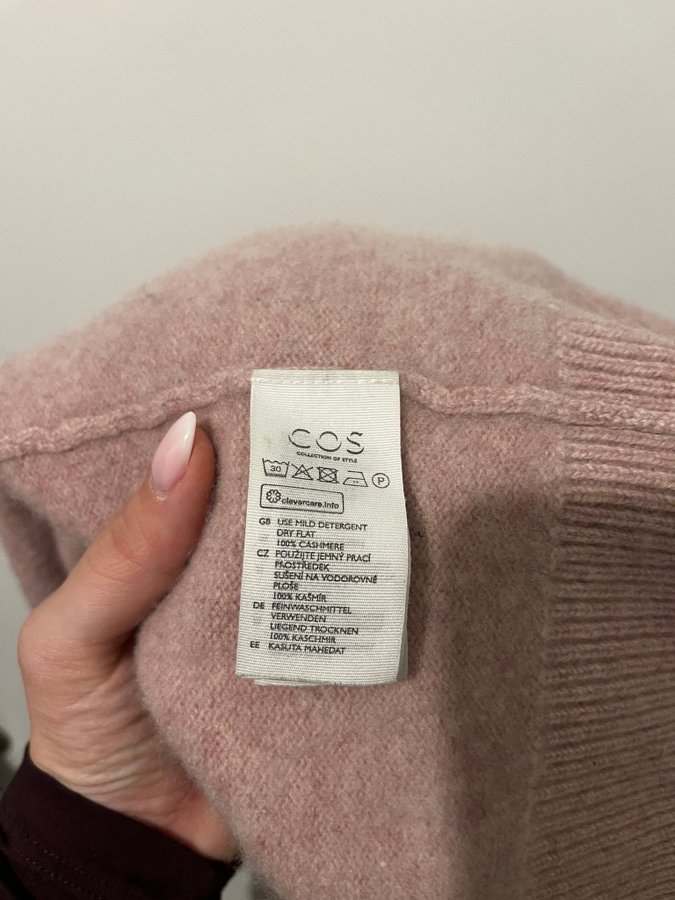 COS
COLLECTION OF STYLE
30 P
clevercare.info
GB USE MILD DETERGENT
DRY FLAT
100% CASHMERE
CZ POUŽIJTE JEMNÝ PRACÍ
PROSTŘEDEK
SUŠENÍ NA VODOROVNÉ
PLOŠE
100% KAŠMÍR
DE FEINWASCHMITTEL
VERWENDEN
LIEGEND TROCKNEN
100% KASCHMIR
EE KASUTA MAHEDAT